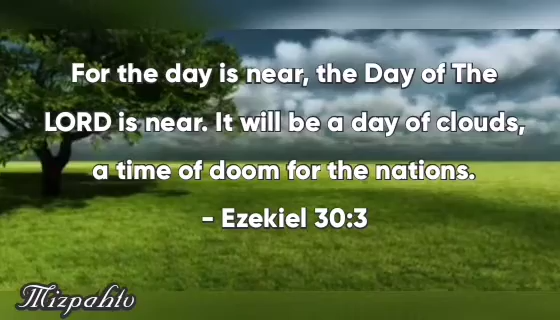 For the day is near, the Day of The
LORD is near. It will be a day of clouds,
a time of doom for the nations.
- Ezekiel 30:3
Mizpahtv